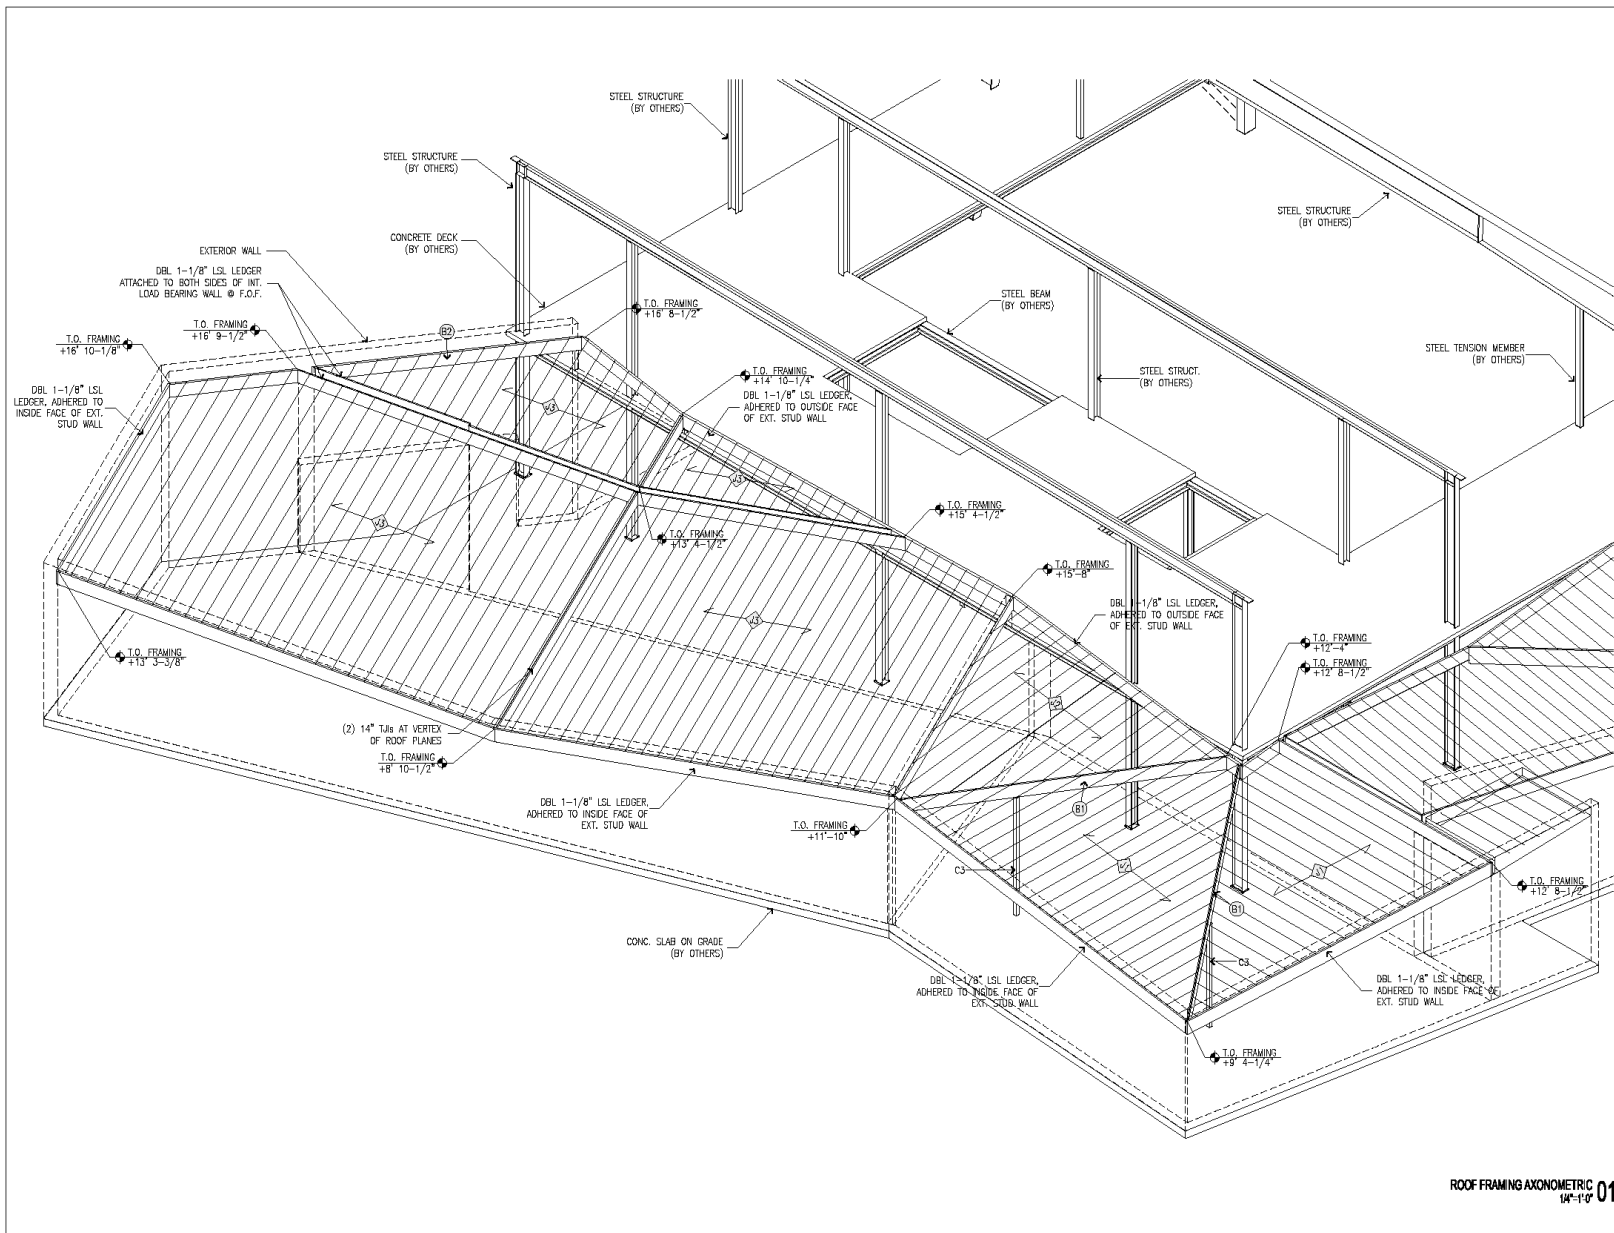 STEEL STRUCTURE
(BY OTHERS)
STEEL STRUCTURE
(BY OTHERS)
STEEL STRUCTURE
(BY OTHERS)
CONCRETE DECK
(BY OTHERS)
EXTERIOR WALL
DBL 1-1/8" LSL LEDGER
ATTACHED TO BOTH SIDES OF INT.
LOAD BEARING WALL @ F.O.F.
STEEL BEAM
(BY OTHERS)
T.O. FRAMING
+16' 8-1/2"
T.O. FRAMING
+16' 9-1/2"
B2
T.O. FRAMING
+16' 10-1/8"
STEEL TENSION MEMBER
(BY OTHERS)
STEEL STRUCT.
(BY OTHERS)
T.O. FRAMING
+14' 10-1/4"
DBL 1-1/8" LSL
LEDGER, ADHERED TO
INSIDE FACE OF EXT.
STUD WALL
DBL 1-1/8" LSL LEDGER,
ADHERED TO OUTSIDE FACE
OF EXT. STUD WALL
J3
J3
J3
T.O. FRAMING
+15' 4-1/2"
T.O. FRAMING
+13' 4-1/2"
T.O. FRAMING
+15'-8"
DBL 1-1/8" LSL LEDGER,
ADHERED TO OUTSIDE FACE
OF EXT. STUD WALL
J3
T.O. FRAMING
+12'-4"
T.O. FRAMING
+13' 3-3/8"
T.O. FRAMING
+12' 8-1/2"
(2) 14" TJIs AT VERTEX
OF ROOF PLANES
T.O. FRAMING
+8' 10-1/2"
DBL 1-1/8" LSL LEDGER,
ADHERED TO INSIDE FACE OF
EXT. STUD WALL
B1
T.O. FRAMING
+11'-10"
C3
T.O. FRAMING
+12' 8-1/2"
B1
CONC. SLAB ON GRADE
(BY OTHERS)
C3
DBL 1-1/8" LSL LEDGER,
ADHERED TO INSIDE FACE OF
EXT. STUD WALL
DBL 1-1/8" LSL LEDGER,
ADHERED TO INSIDE FACE OF
EXT. STUD WALL
T.O. FRAMING
+9' 4-1/4"
ROOF FRAMING AXONOMETRIC 01
1/4"=1'-0"